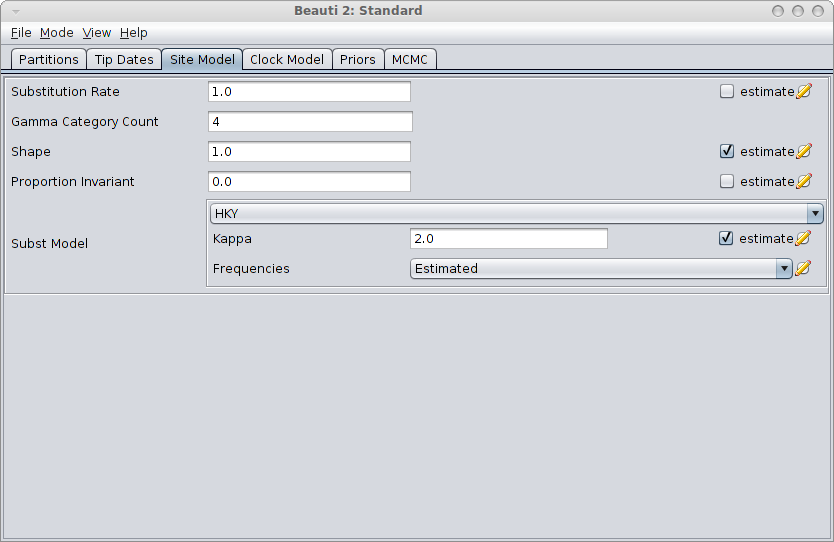 Beauti 2: Standard
File Mode View Help
Partitions Tip Dates Site Model Clock Model Priors MCMC
Substitution Rate 1.0 estimate
Gamma Category Count 4
Shape 1.0 estimate
Proportion Invariant 0.0 estimate
HKY
Subst Model Kappa 2.0 estimate
Frequencies Estimated